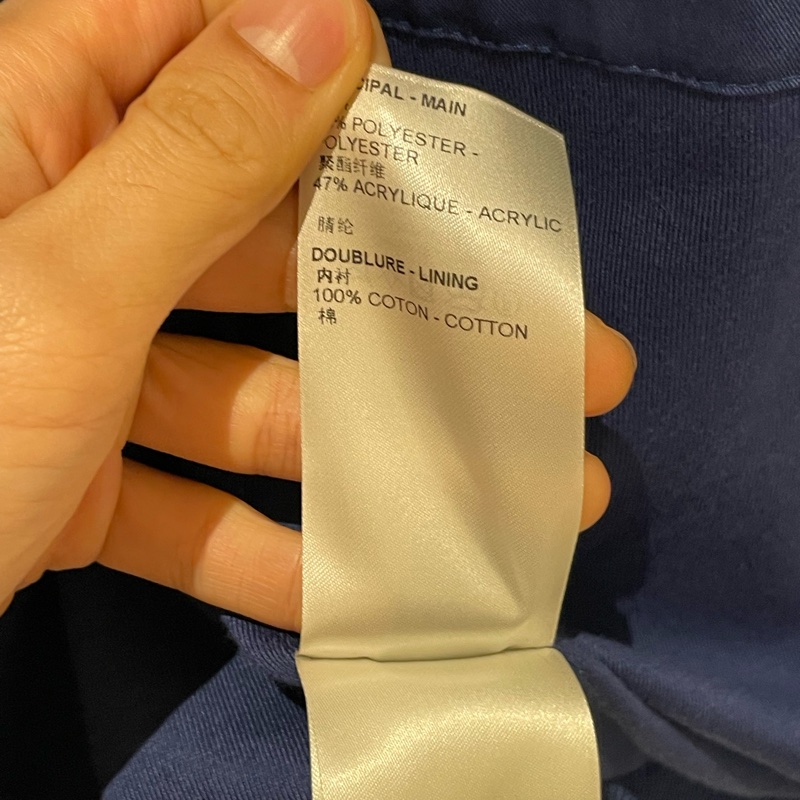 CIPAL - MAIN
% POLYESTER -
OLYESTER
聚酯纤维
47% ACRYLIQUE - ACRYLIC
腈纶
DOUBLURE - LINING
内衬
100% COTON - COTTON
棉